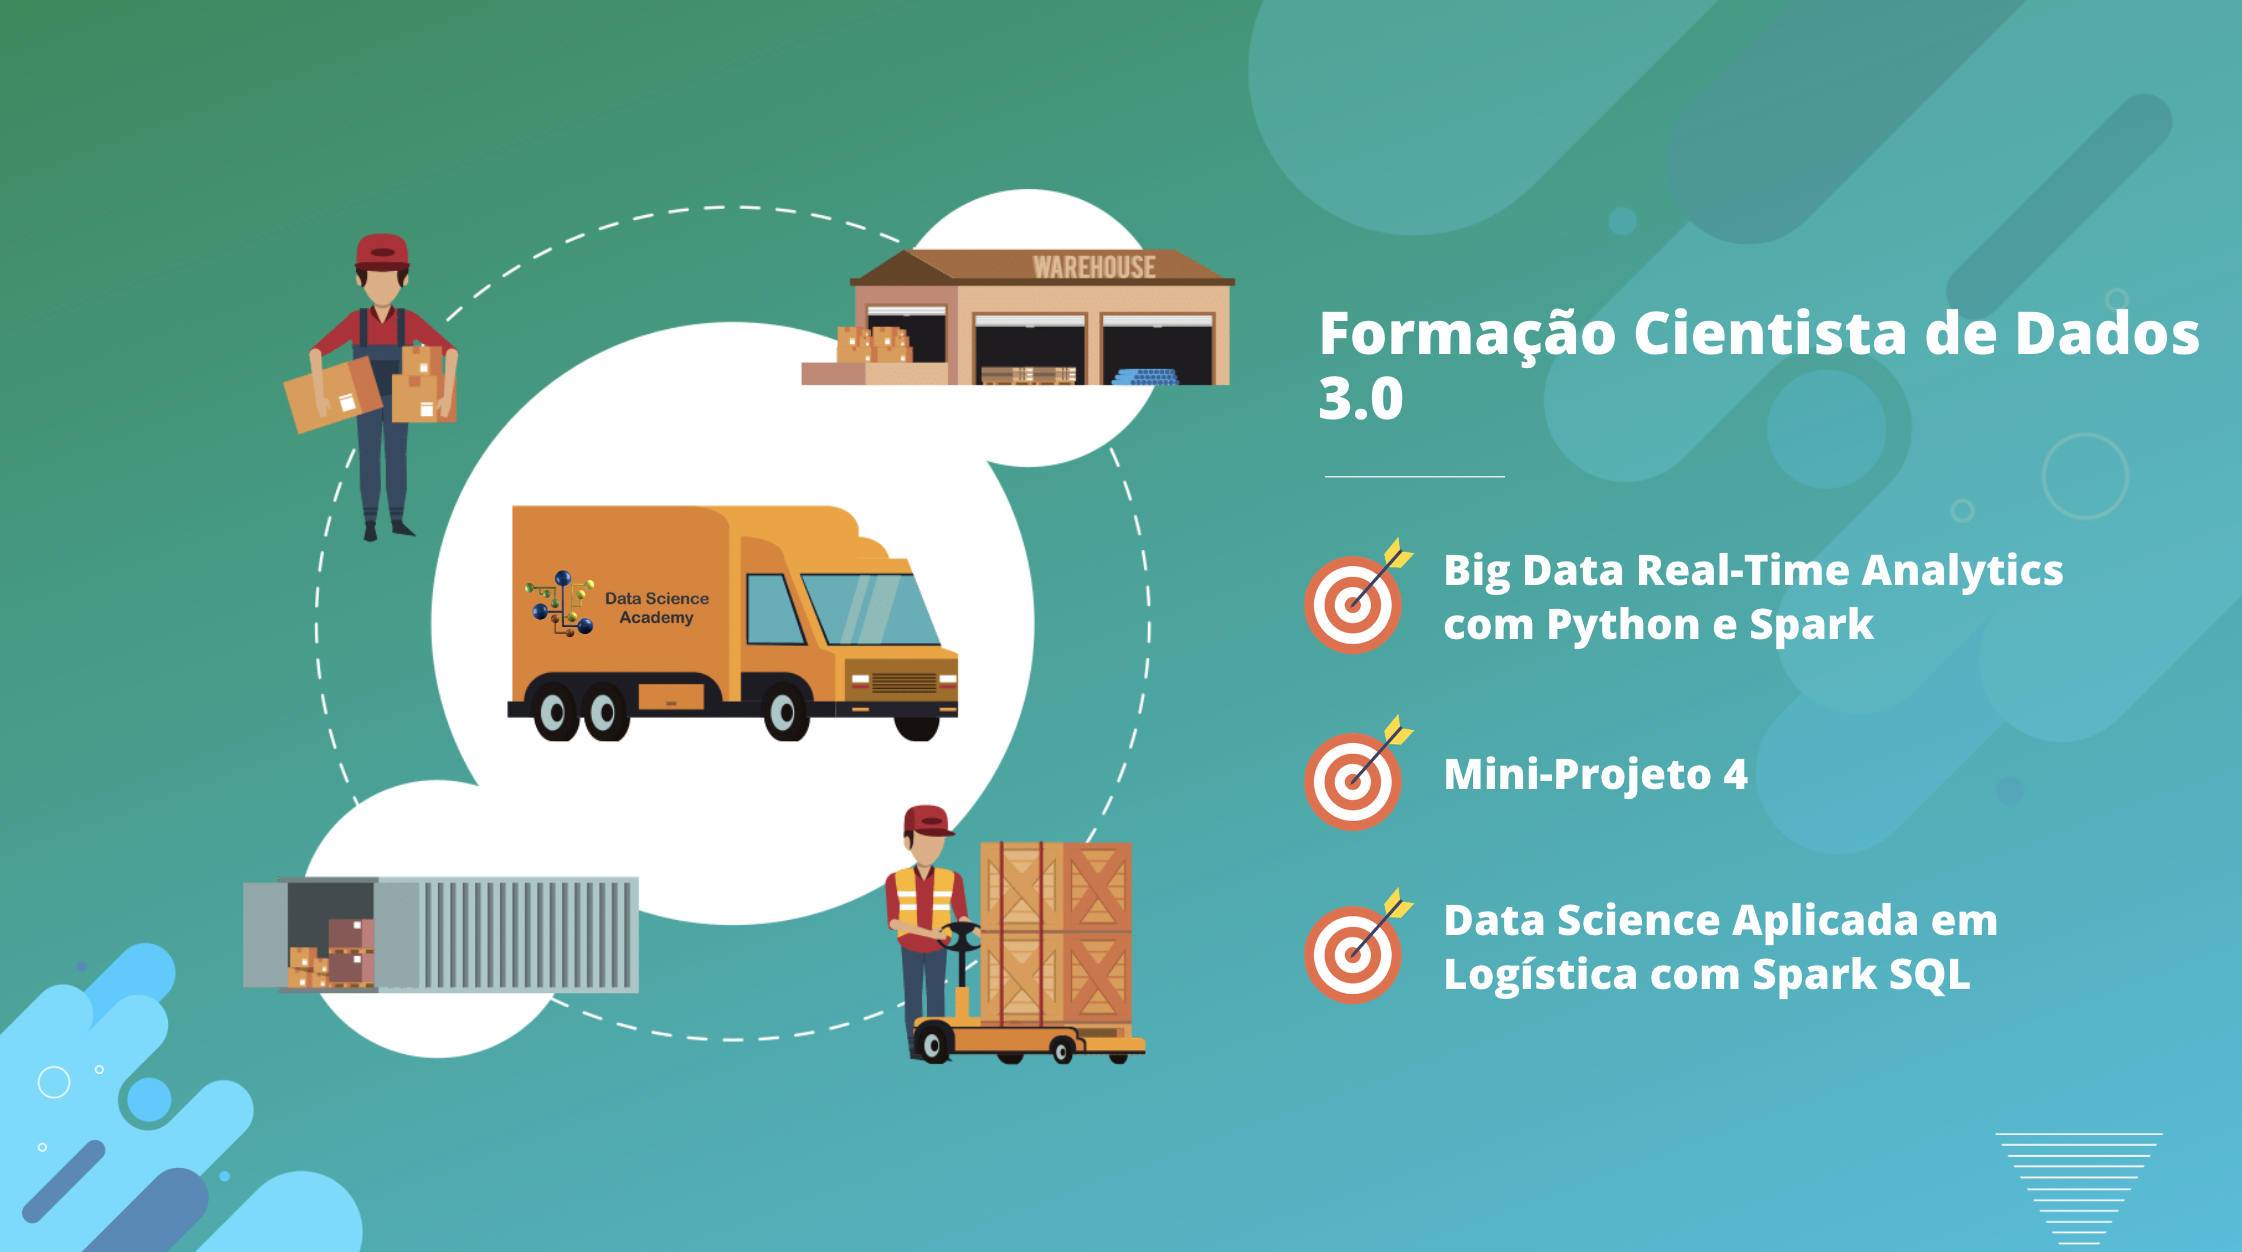 WAREHOUSE
Data Science
Academy
Formação Cientista de Dados
3.0
Big Data Real-Time Analytics
com Python e Spark
Mini-Projeto 4
Data Science Aplicada em
Logística com Spark SQL